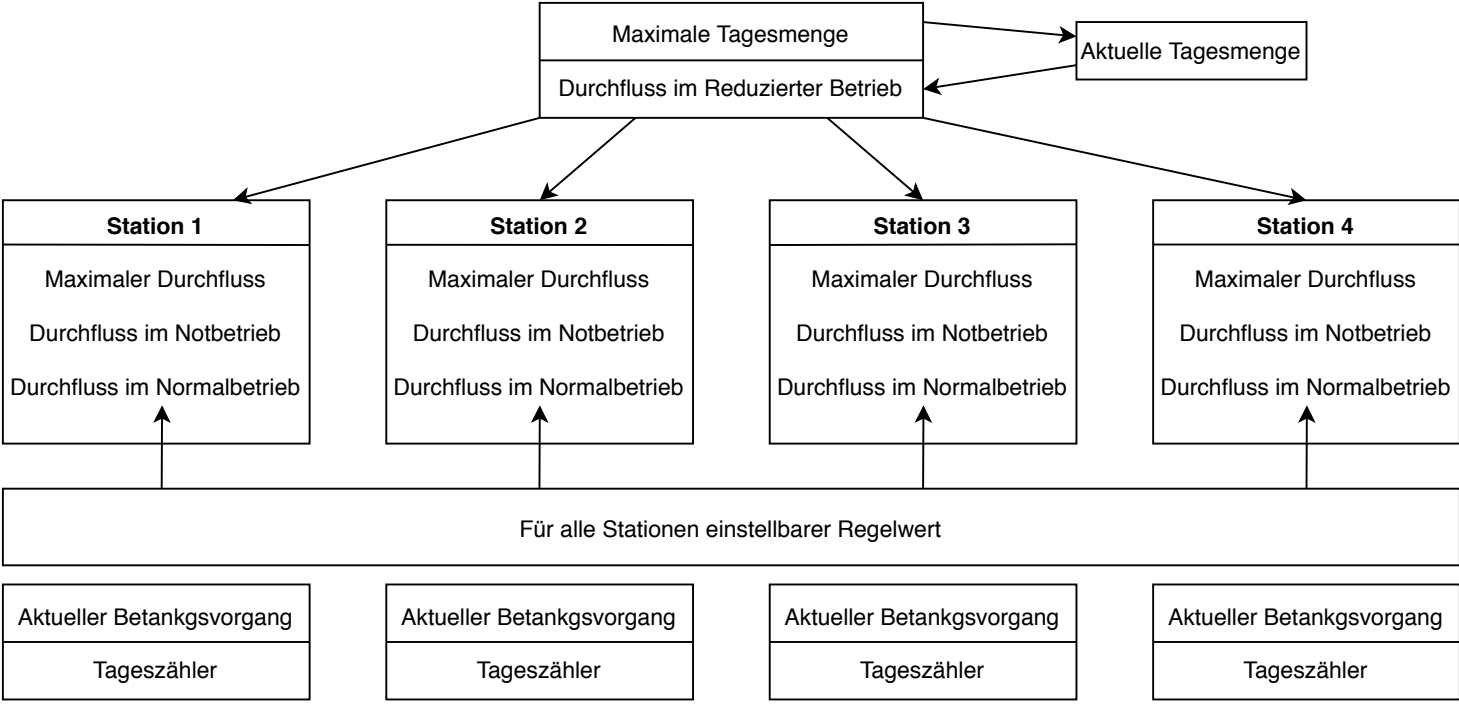 Maximale Tagesmenge
Aktuelle Tagesmenge
Durchfluss im Reduzierter Betrieb
Station 1
Maximaler Durchfluss
Durchfluss im Notbetrieb
Durchfluss im Normalbetrieb
Station 2
Maximaler Durchfluss
Durchfluss im Notbetrieb
Durchfluss im Normalbetrieb
Station 3
Maximaler Durchfluss
Durchfluss im Notbetrieb
Durchfluss im Normalbetrieb
Station 4
Maximaler Durchfluss
Durchfluss im Notbetrieb
Durchfluss im Normalbetrieb
Für alle Stationen einstellbarer Regelwert
Aktueller Betankgsvorgang
Tageszähler
Aktueller Betankgsvorgang
Tageszähler
Aktueller Betankgsvorgang
Tageszähler
Aktueller Betankgsvorgang
Tageszähler